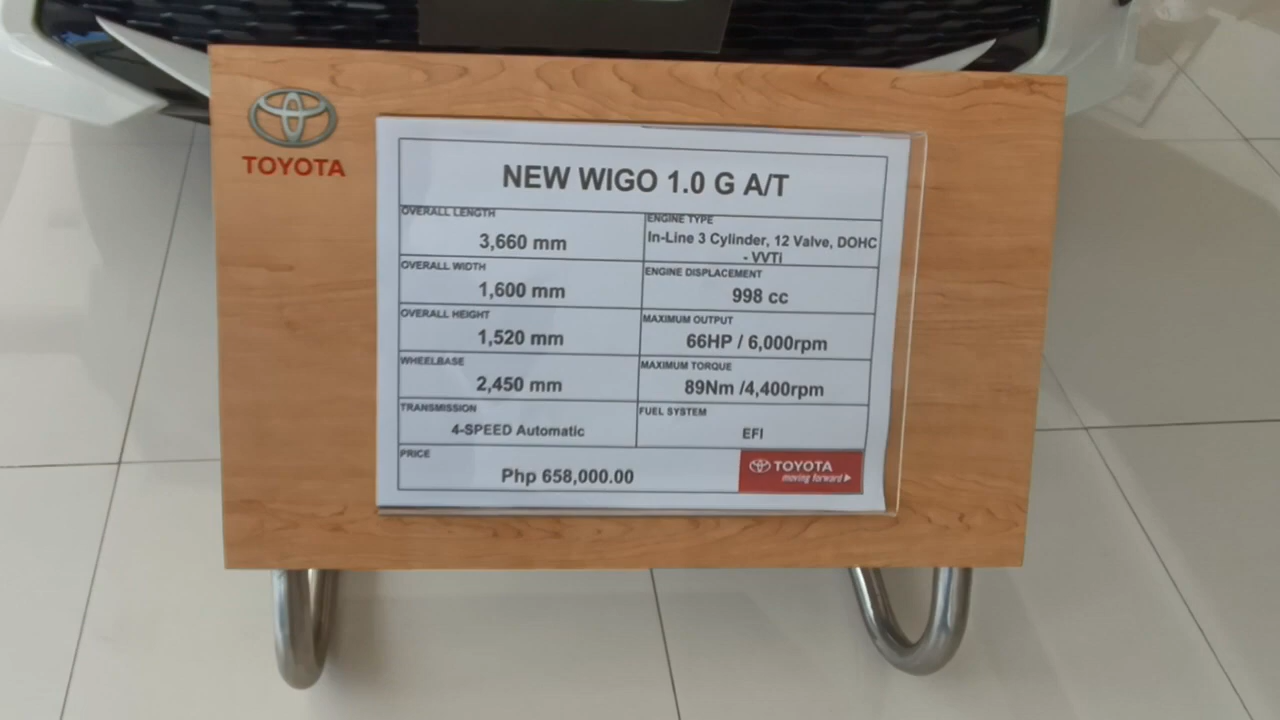 TOYOTA
NEW WIGO 1.0 G A/T
OVERALL LENGTH
3,660 mm
ENGINE TYPE
In-Line 3 Cylinder, 12 Valve, DOHC
- VVTi
OVERALL WIDTH
1,600 mm
ENGINE DISPLACEMENT
998 cc
OVERALL HEIGHT
1,520 mm
MAXIMUM OUTPUT
66HP / 6,000rpm
WHEELBASE
2,450 mm
MAXIMUM TORQUE
89Nm /4,400rpm
TRANSMISSION
4-SPEED Automatic
FUEL SYSTEM
EFI
PRICE
Php 658,000.00
TOYOTA
moving forward